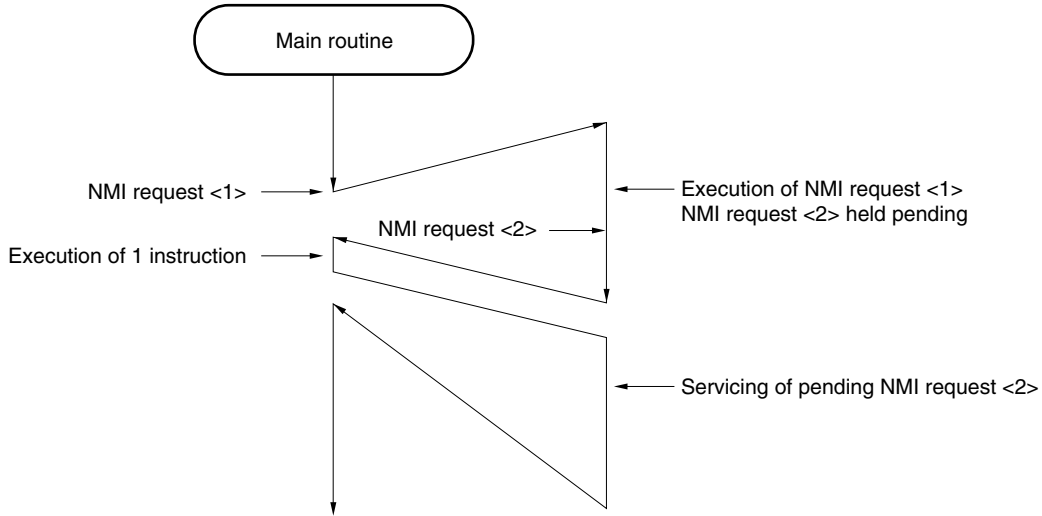 Main routine
NMI request <1>
Execution of NMI request <1>
NMI request <2> held pending
NMI request <2>
Execution of 1 instruction
Servicing of pending NMI request <2>